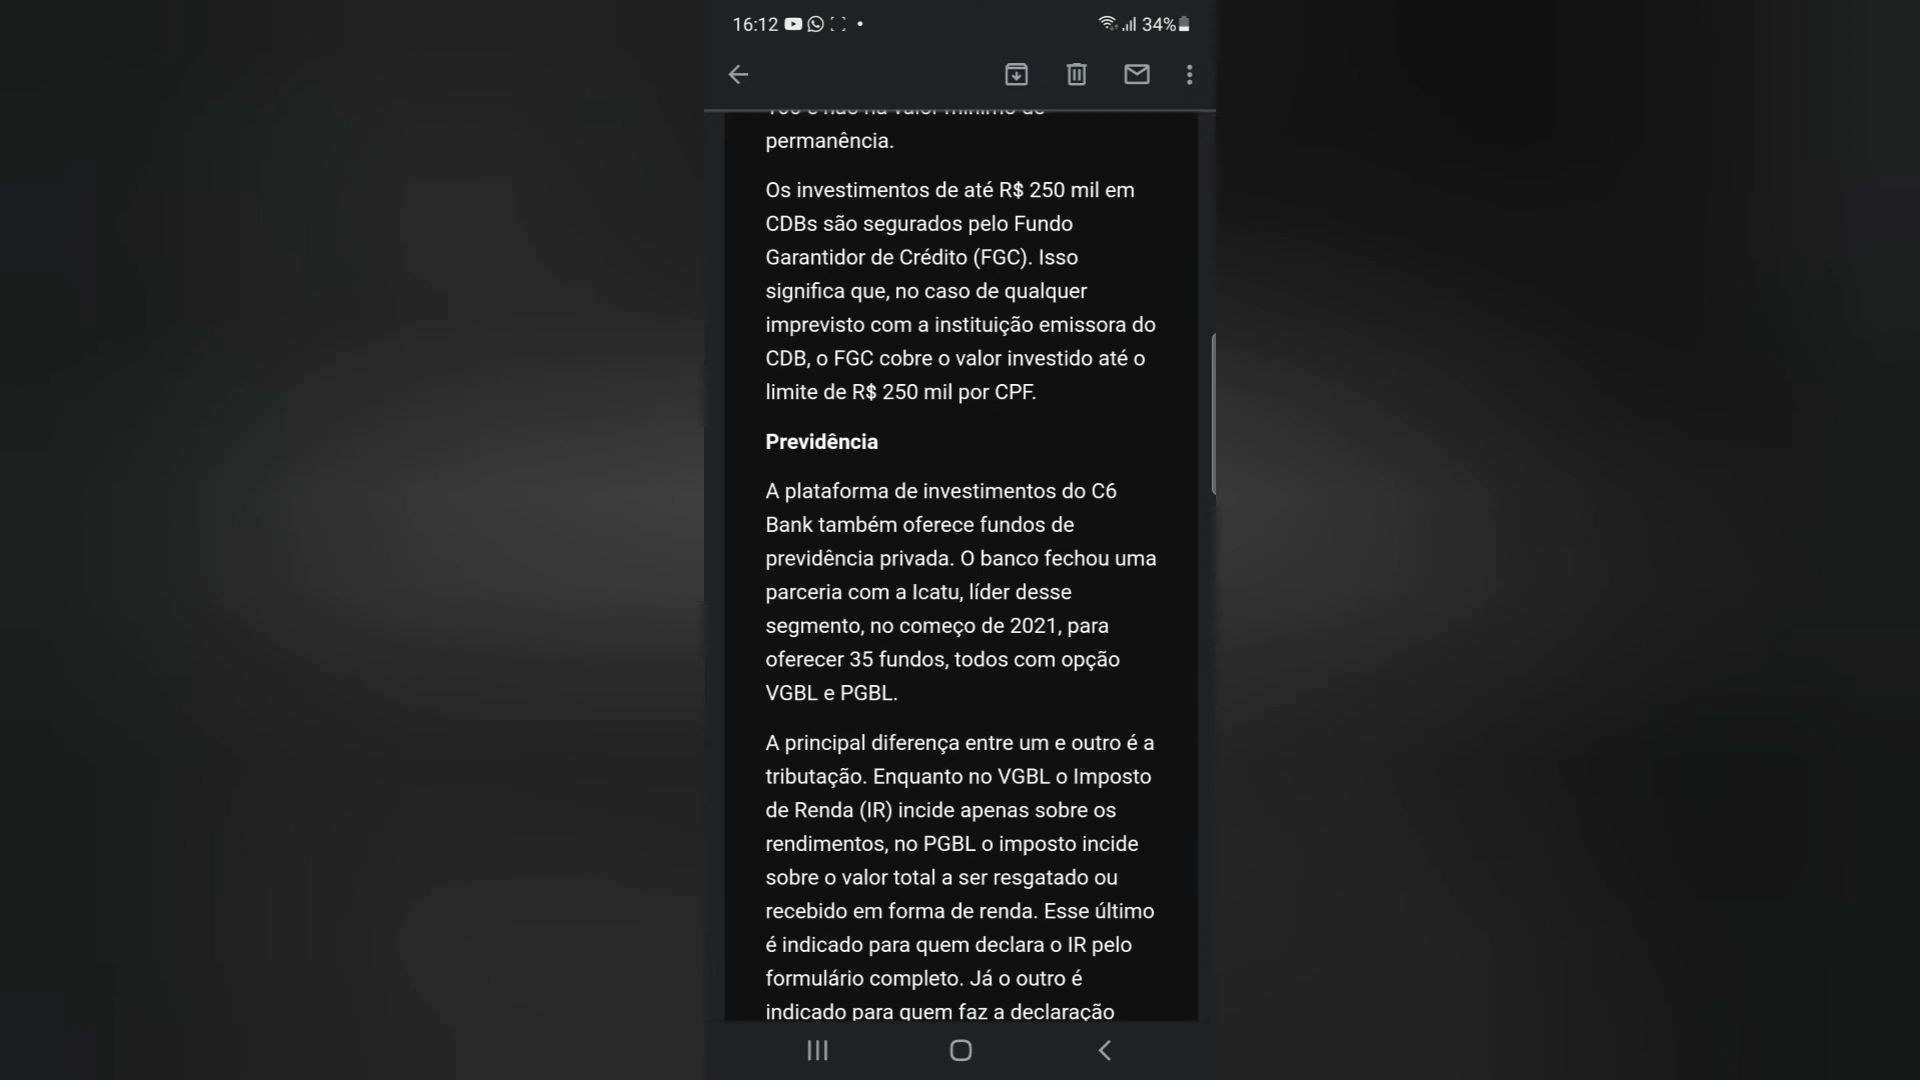 16:12
34%
permanência.
Os investimentos de até R$ 250 mil em
CDBs são segurados pelo Fundo
Garantidor de Crédito (FGC). Isso
significa que, no caso de qualquer
imprevisto com a instituição emissora do
CDB, o FGC cobre o valor investido até o
limite de R$ 250 mil por CPF.
Previdência
A plataforma de investimentos do C6
Bank também oferece fundos de
previdência privada. O banco fechou uma
parceria com a Icatu, líder desse
segmento, no começo de 2021, para
oferecer 35 fundos, todos com opção
VGBL e PGBL.
A principal diferença entre um e outro é a
tributação. Enquanto no VGBL o Imposto
de Renda (IR) incide apenas sobre os
rendimentos, no PGBL o imposto incide
sobre o valor total a ser resgatado ou
recebido em forma de renda. Esse último
é indicado para quem declara o IR pelo
formulário completo. Já o outro é
indicado para quem faz a declaração